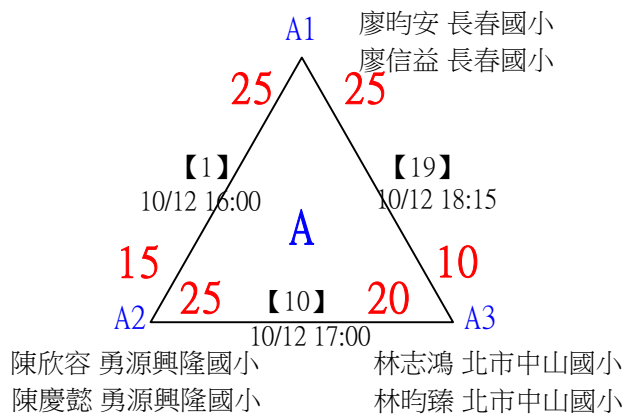 A1
廖昀安 長春國小
廖信益 長春國小
25
25
【1】
10/12 16:00
【19】
10/12 18:15
A
15
10
25
【10】
20
A2
10/12 17:00
A3
陳欣容 勇源興隆國小
陳慶懿 勇源興隆國小
林志鴻 北市中山國小
林昀臻 北市中山國小